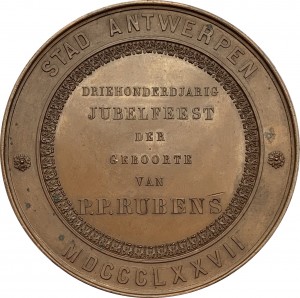 STAD ANTWERPEN
DRIEHONDERDJARIG
JUBELFEEST
DER
GEBOORTE
VAN
P.P. RUBENS
MDCCCLXXVII